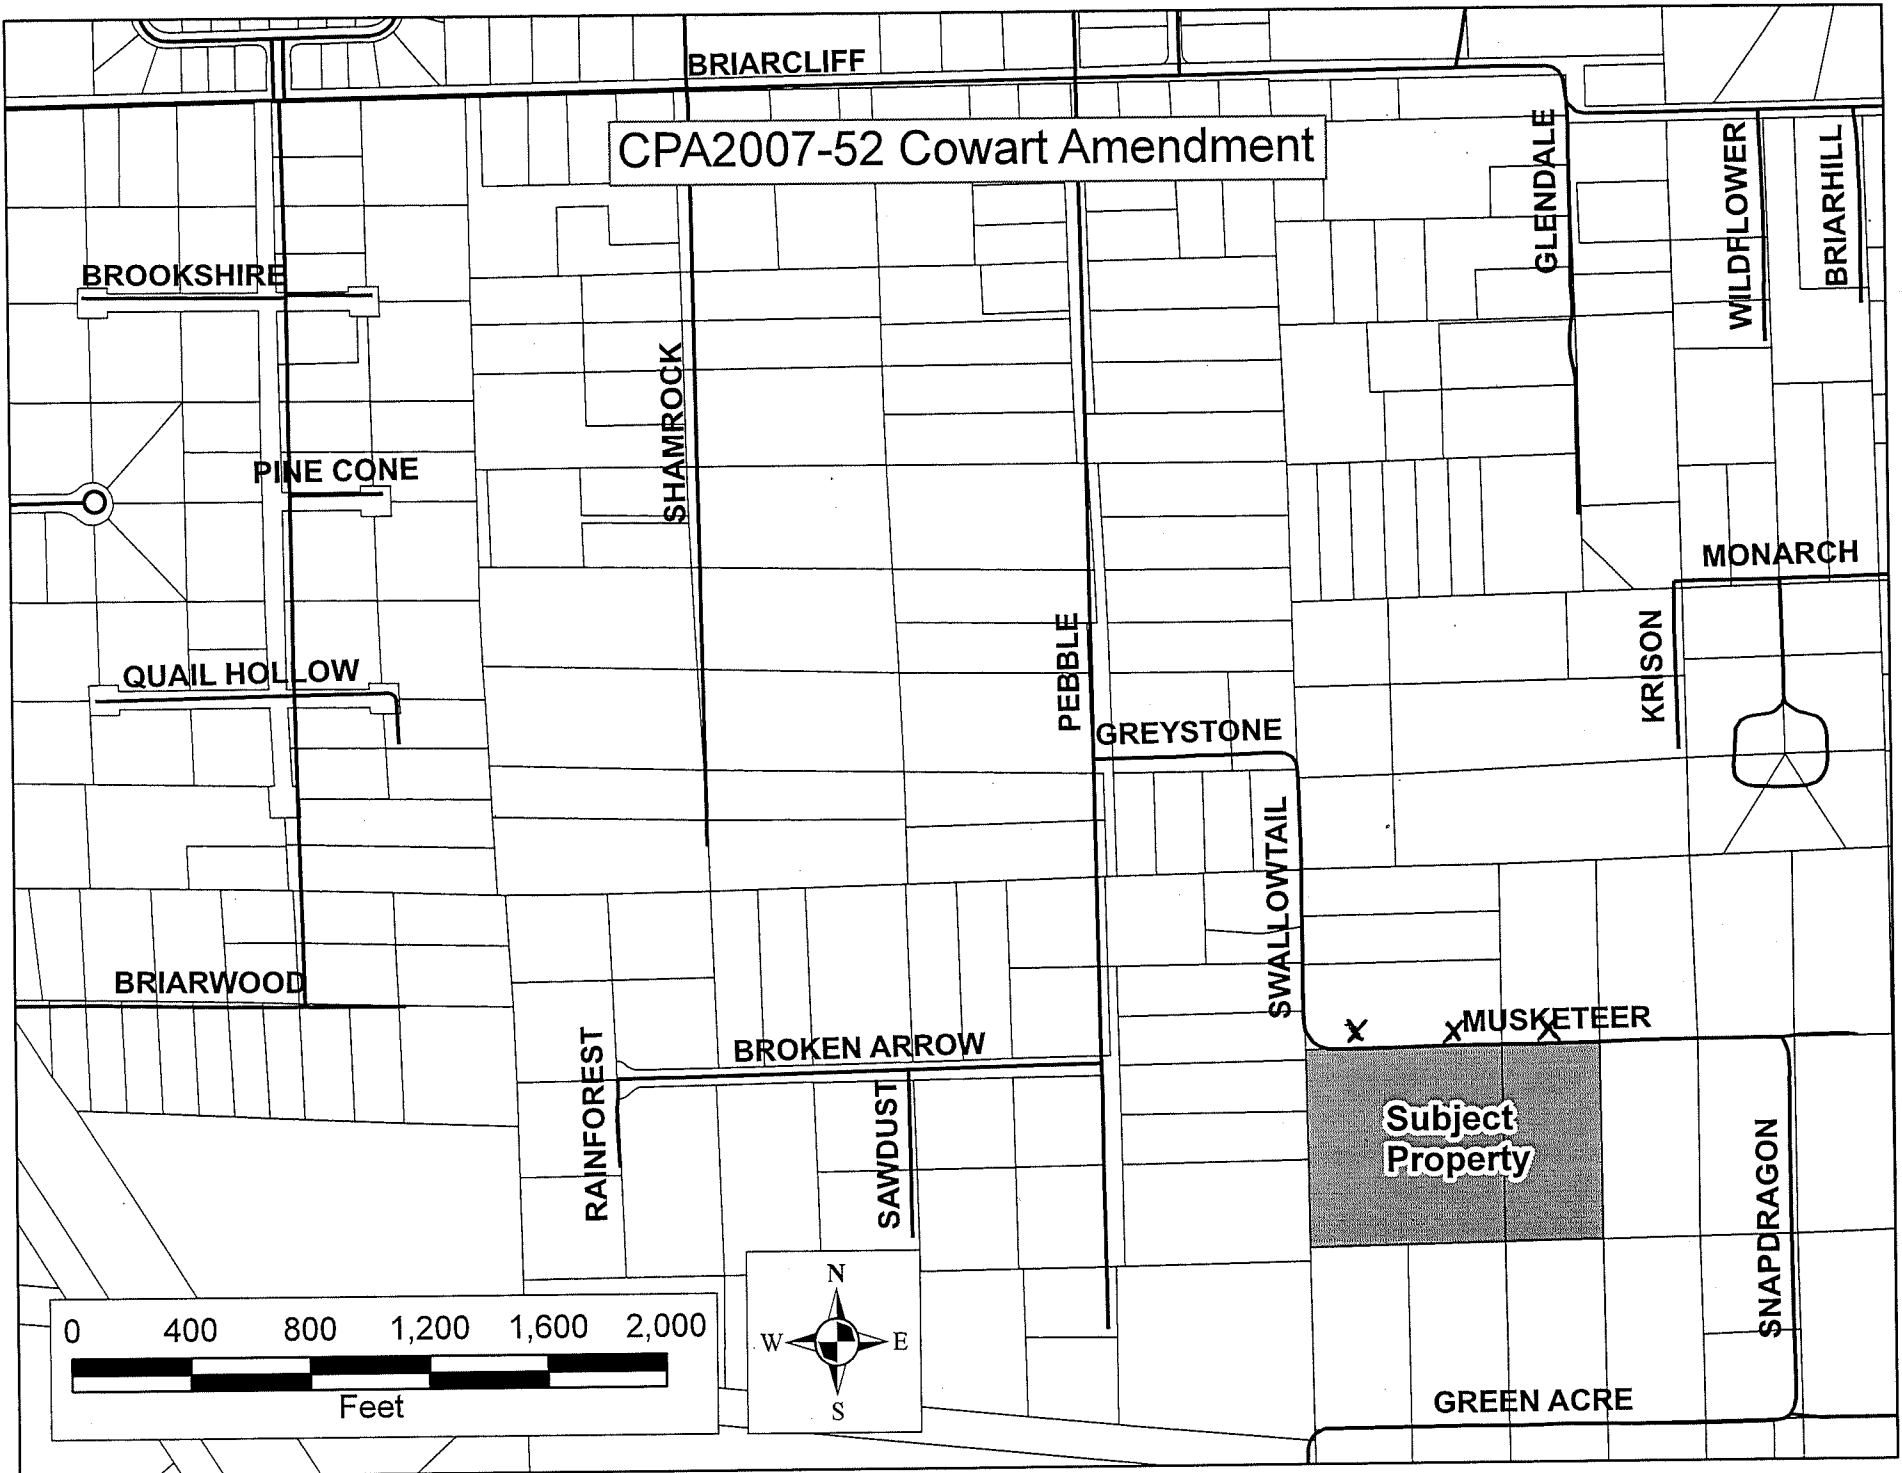 BRIARCLIFF
CPA2007-52 Cowart Amendment
GLENDALE
WILDFLOWER
BRIARHILL
BROOKSHIRE
SHAMROCK
PINE CONE
MONARCH
KRISON
PEBBLE
QUAIL HOLLOW
GREYSTONE
SWALLOWTAIL
BRIARWOOD
MUSKETEER
X X X
BROKEN ARROW
RAINFOREST
SAWDUST
Subject
Property
SNAPDRAGON
N
W E
S
0 400 800 1,200 1,600 2,000
Feet
GREEN ACRE